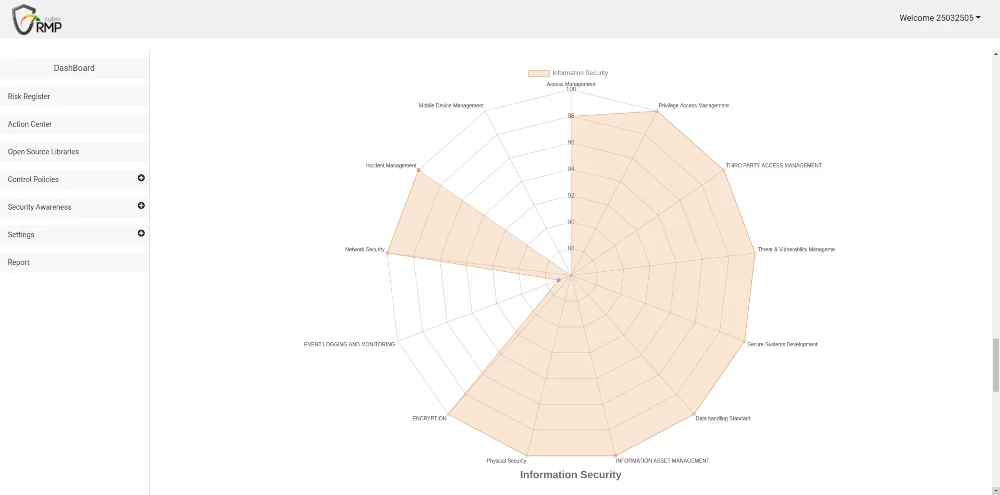 cyber
RMP
Welcome 25032505
DashBoard
Risk Register
Action Center
Open Source Libraries
Control Policies
Security Awareness
Settings
Report
Information Security
Access Management
100
98
96
94
92
90
88
Privilege Access Management
THIRD PARTY ACCESS MANAGEMENT
Threat & Vulnerability Manageme
Secure Systems Development
Data handling Standard
INFORMATION ASSET MANAGEMENT
Physical Security
ENCRYPTION
EVENT LOGGING AND MONITORING
Network Security
Incident Management
Mobile Device Management
Information Security